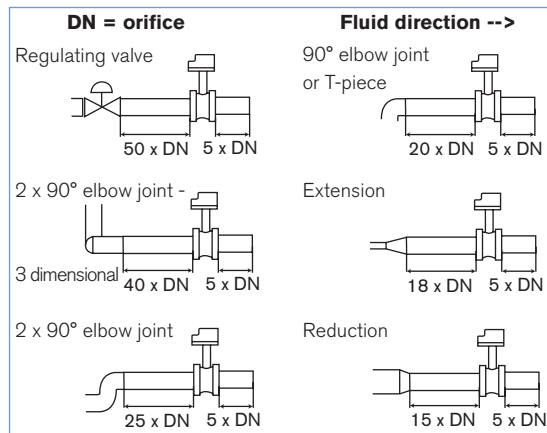 DN = orifice
Fluid direction -->
Regulating valve
50 x DN 5 x DN
90° elbow joint
or T-piece
20 x DN 5 x DN
2 x 90° elbow joint -
3 dimensional
40 x DN 5 x DN
Extension
18 x DN 5 x DN
2 x 90° elbow joint
25 x DN 5 x DN
Reduction
15 x DN 5 x DN